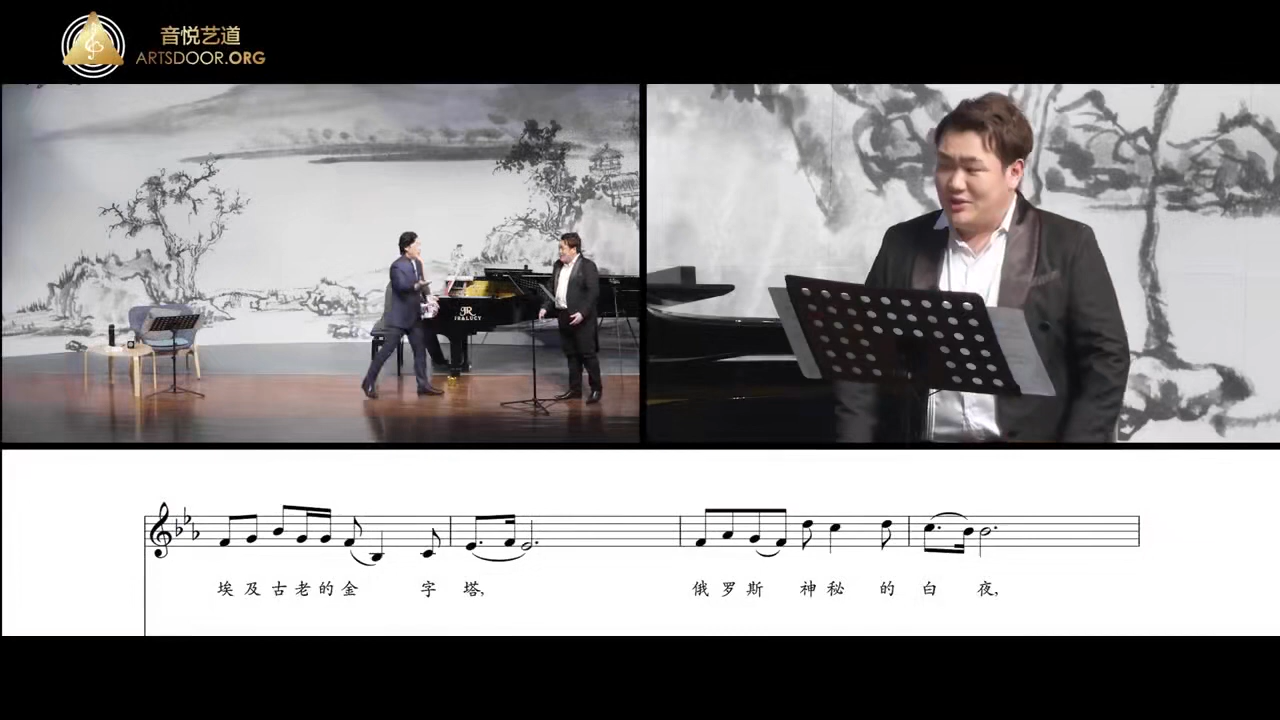 音悦艺道
ARTSDOOR.ORG
埃及古老的金 字 塔,
俄罗斯 神秘 的 白 夜,